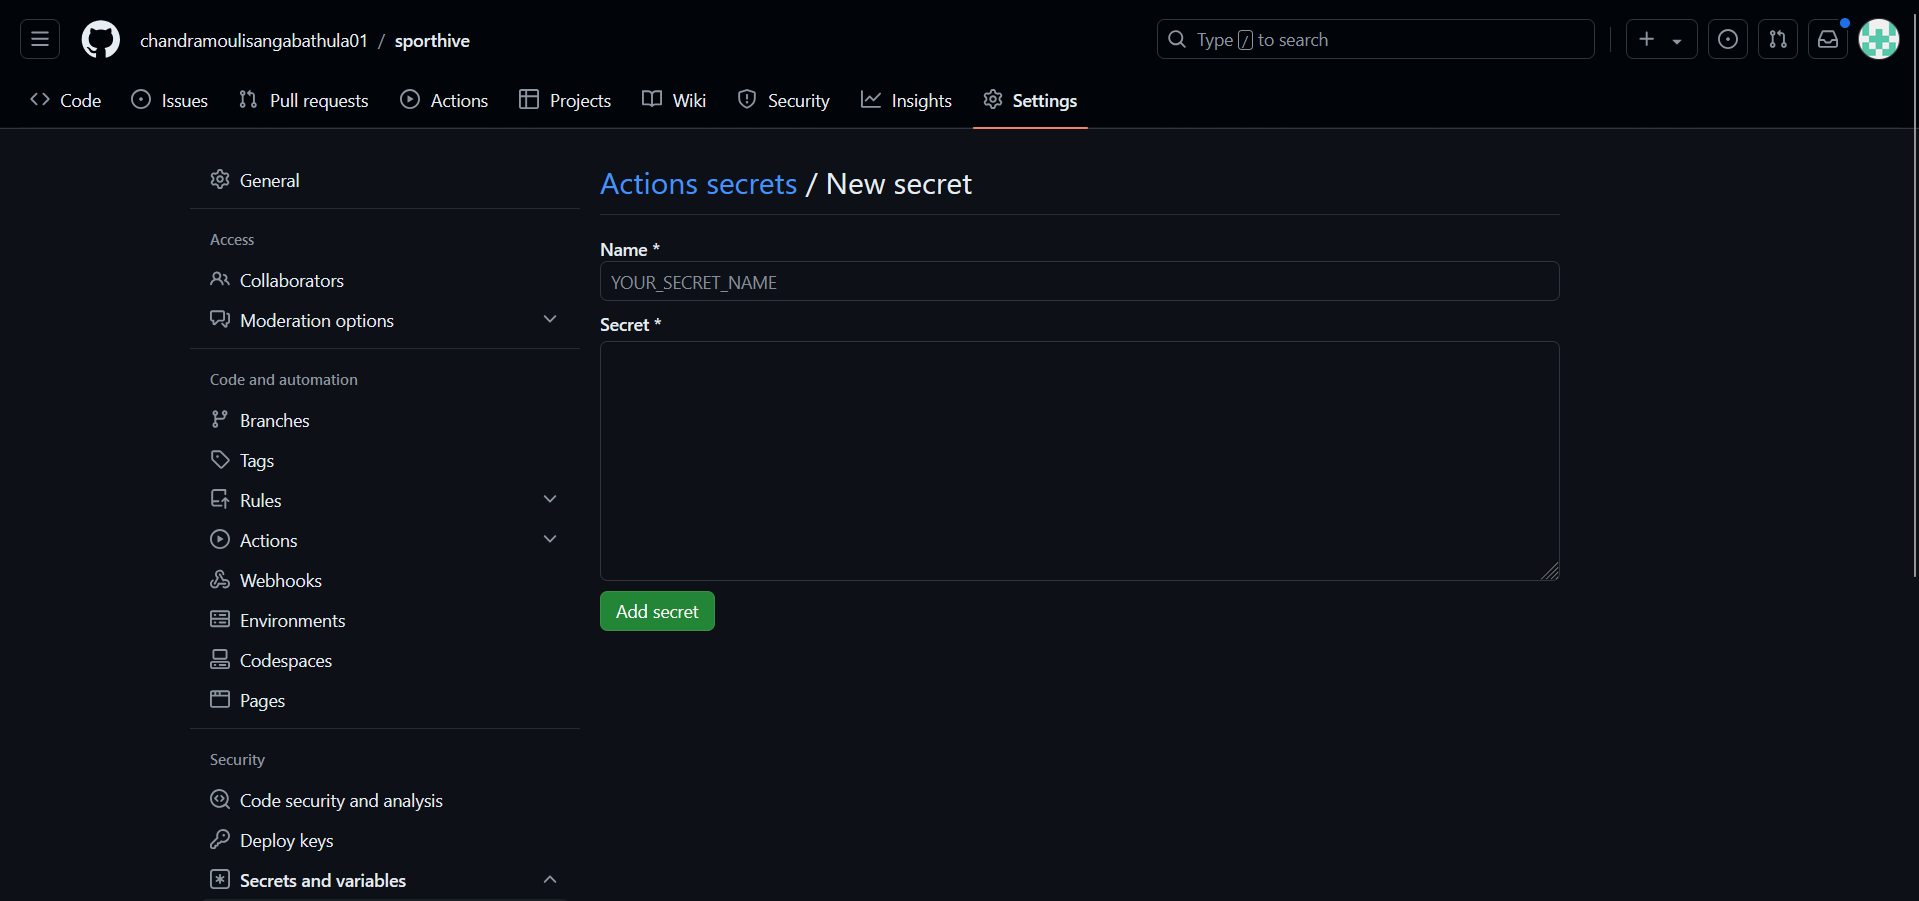 chandramoulisangabathula01 / sporthive
Type / to search
Code Issues Pull requests Actions Projects Wiki Security Insights Settings
General
Access
Collaborators
Moderation options
Code and automation
Branches
Tags
Rules
Actions
Webhooks
Environments
Codespaces
Pages
Security
Code security and analysis
Deploy keys
Secrets and variables
Actions secrets / New secret
Name *
YOUR_SECRET_NAME
Secret *
Add secret